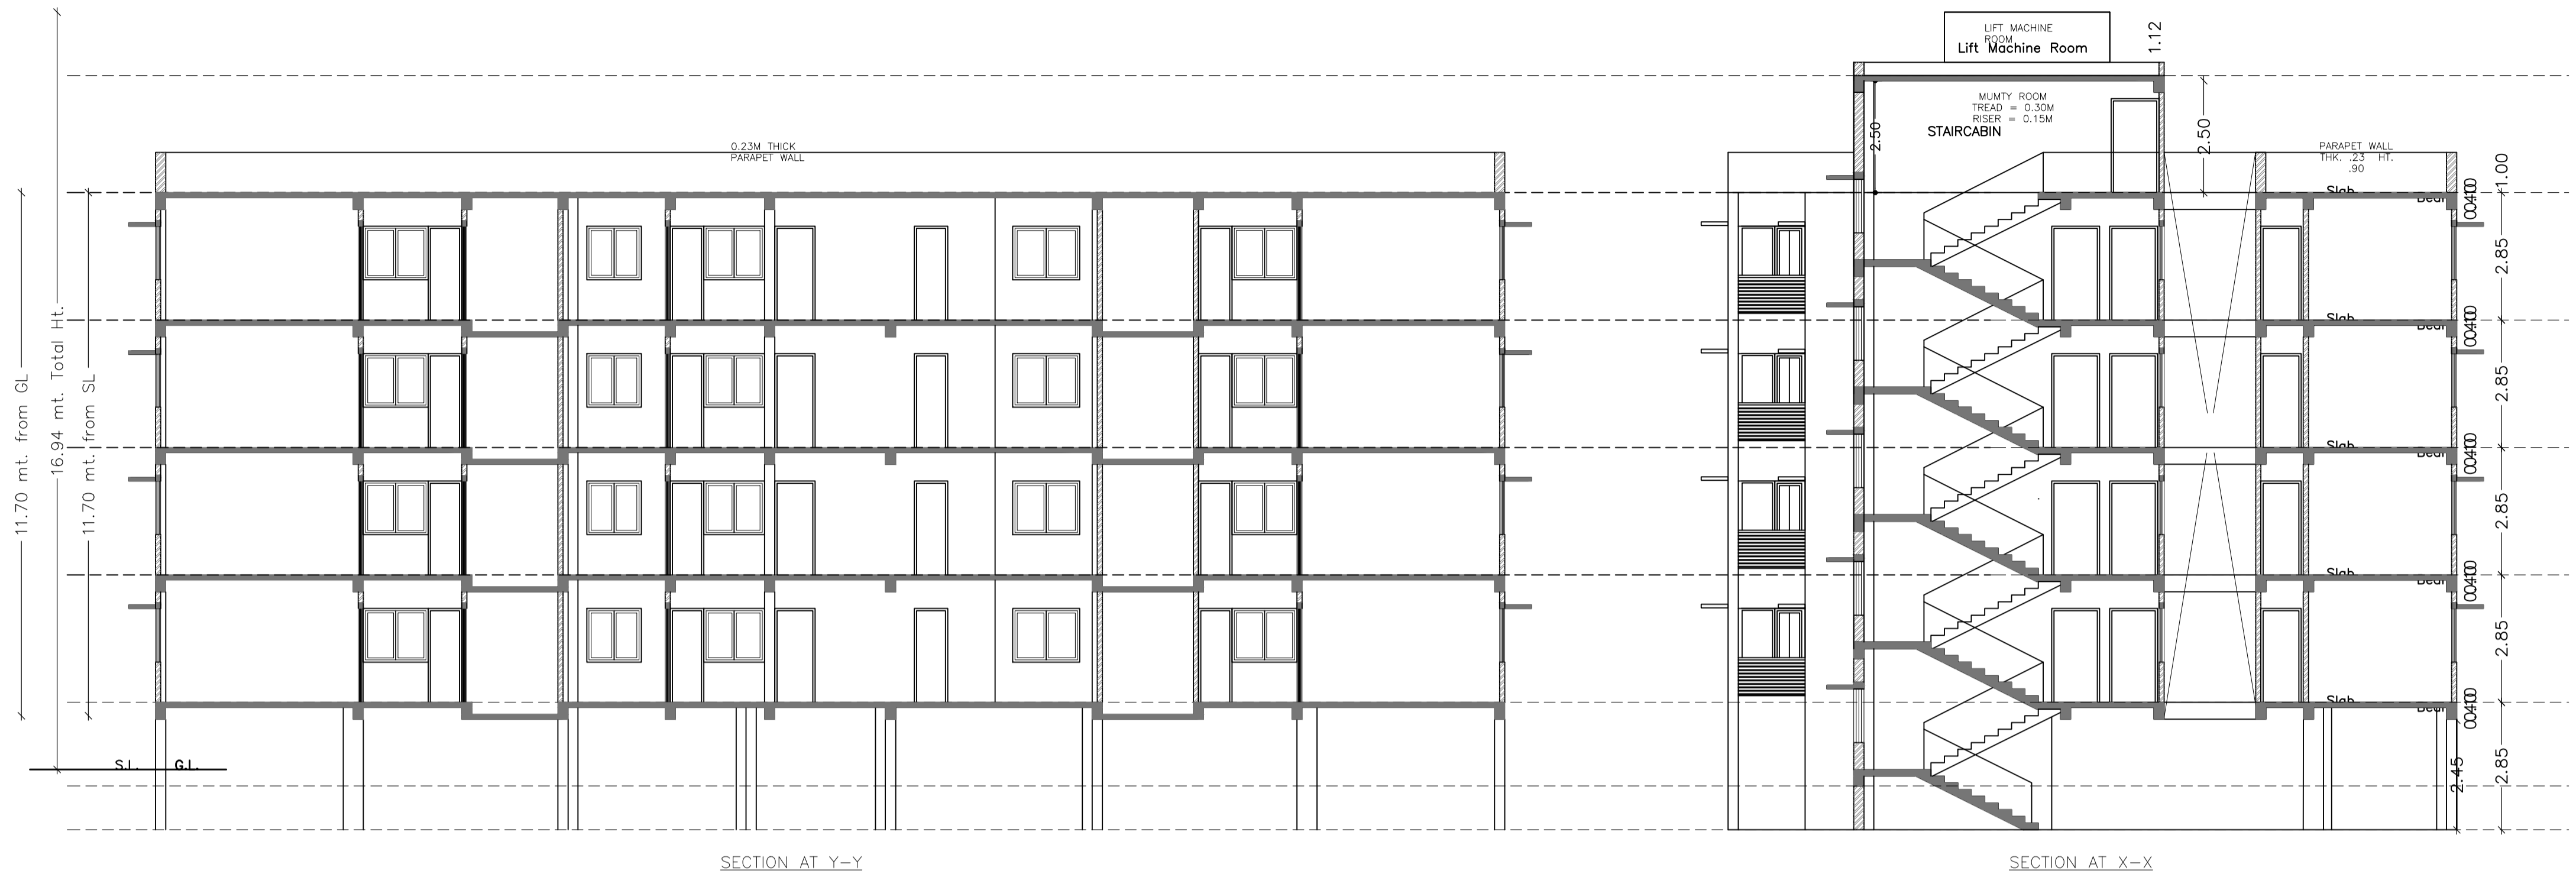 LIFT MACHINE
ROOM
Lift Machine Room
1.12
MUMTY ROOM
TREAD = 0.30M
RISER = 0.15M
STAIRCABIN
2.50
2.50
0.23M THICK
PARAPET WALL
PARAPET WALL
THK. .23 HT.
.90
1.00
Slab
2.85
Slab
2.85
Slab
2.85
Slab
2.85
Slab
2.85
2.45
11.70 mt. from GL
16.94 mt. Total Ht.
11.70 mt. from SL
S.L. G.L.
SECTION AT Y-Y
SECTION AT X-X